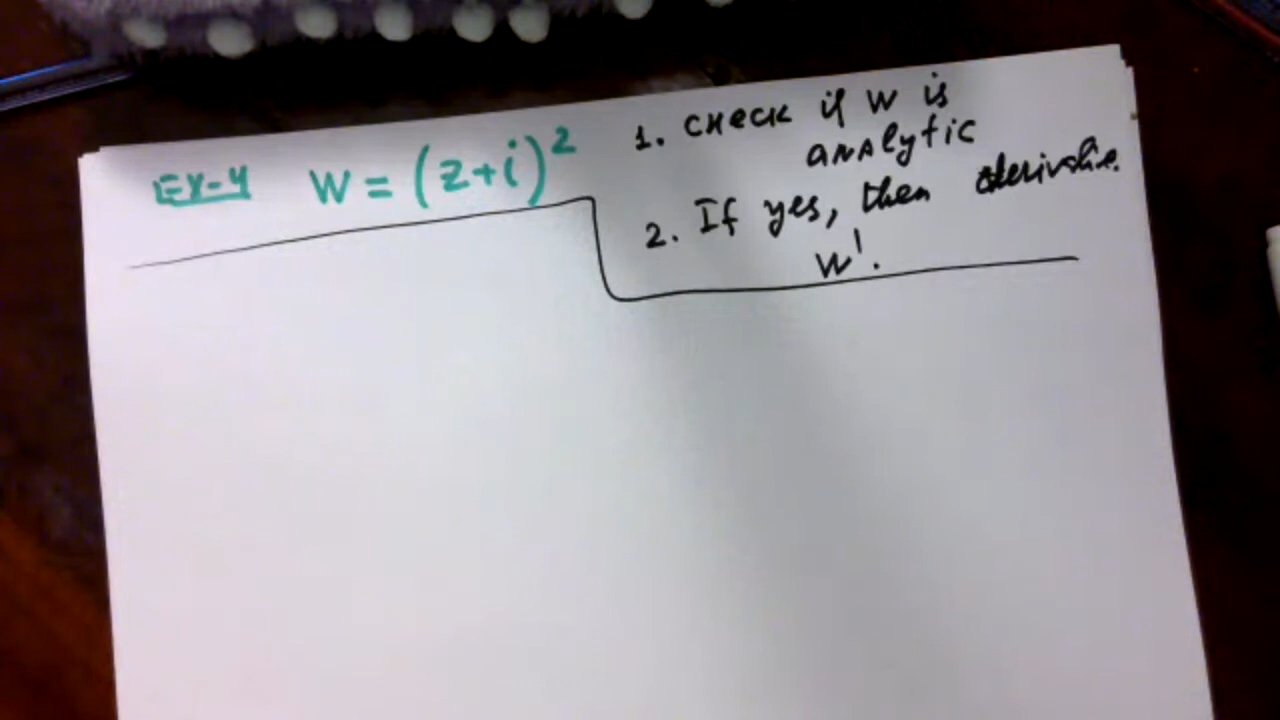 Ex-4 W = (z+i)²
1. CHECK if W is
ANAlytic
2. If yes, then derivative
W'.